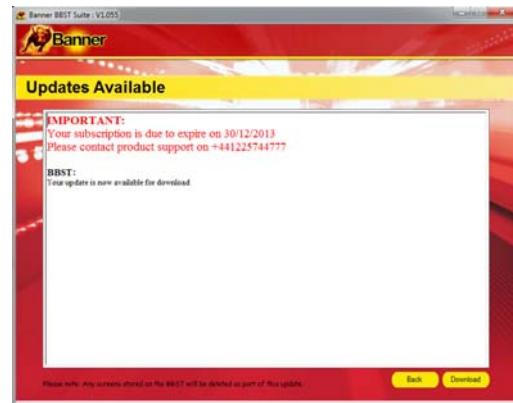 Banner BBST Suite : V1.055
Banner
Updates Available
IMPORTANT:
Your subscription is due to expire on 30/12/2013
Please contact product support on +441225744777
BBST:
Your update is now available for download
Please note: Any screens stored on the BBST will be deleted as part of this update.
Back
Download